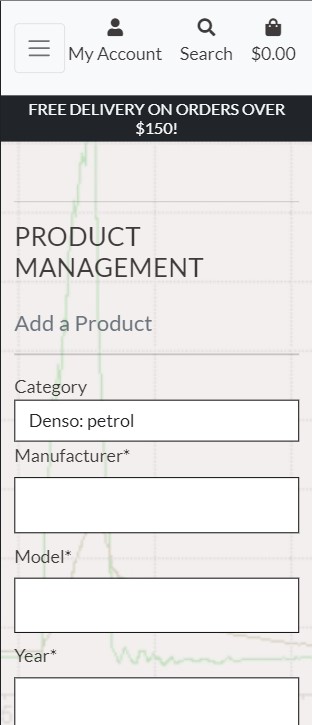 My Account Search $0.00
FREE DELIVERY ON ORDERS OVER
$150!
PRODUCT
MANAGEMENT
Add a Product
Category
Denso: petrol
Manufacturer*
Model*
Year*